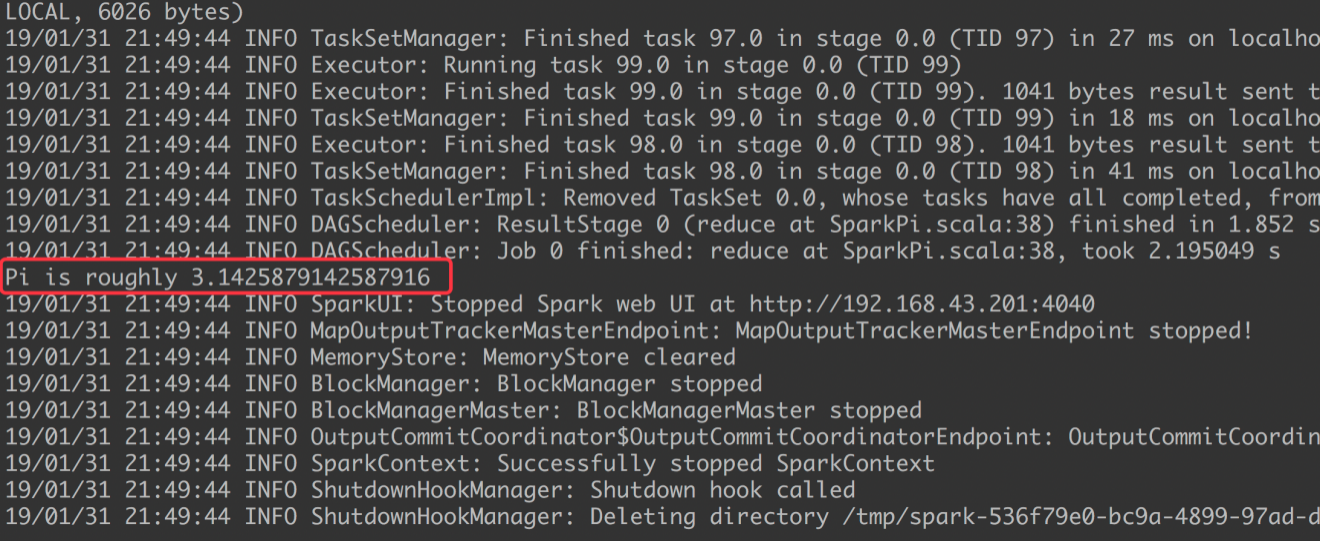 LOCAL, 6026 bytes)
19/01/31 21:49:44 INFO TaskSetManager: Finished task 97.0 in stage 0.0 (TID 97) in 27 ms on localho
19/01/31 21:49:44 INFO Executor: Running task 99.0 in stage 0.0 (TID 99)
19/01/31 21:49:44 INFO Executor: Finished task 99.0 in stage 0.0 (TID 99). 1041 bytes result sent t
19/01/31 21:49:44 INFO TaskSetManager: Finished task 99.0 in stage 0.0 (TID 99) in 18 ms on localho
19/01/31 21:49:44 INFO Executor: Finished task 98.0 in stage 0.0 (TID 98). 1041 bytes result sent t
19/01/31 21:49:44 INFO TaskSetManager: Finished task 98.0 in stage 0.0 (TID 98) in 41 ms on localho
19/01/31 21:49:44 INFO TaskSchedulerImpl: Removed TaskSet 0.0, whose tasks have all completed, from
19/01/31 21:49:44 INFO DAGScheduler: ResultStage 0 (reduce at SparkPi.scala:38) finished in 1.852 s
19/01/31 21:49:44 INFO DAGScheduler: Job 0 finished: reduce at SparkPi.scala:38, took 2.195049 s
Pi is roughly 3.1425879142587916
19/01/31 21:49:44 INFO SparkUI: Stopped Spark web UI at http://192.168.43.201:4040
19/01/31 21:49:44 INFO MapOutputTrackerMasterEndpoint: MapOutputTrackerMasterEndpoint stopped!
19/01/31 21:49:44 INFO MemoryStore: MemoryStore cleared
19/01/31 21:49:44 INFO BlockManager: BlockManager stopped
19/01/31 21:49:44 INFO BlockManagerMaster: BlockManagerMaster stopped
19/01/31 21:49:44 INFO OutputCommitCoordinator$OutputCommitCoordinatorEndpoint: OutputCommitCoordin
19/01/31 21:49:44 INFO SparkContext: Successfully stopped SparkContext
19/01/31 21:49:44 INFO ShutdownHookManager: Shutdown hook called
19/01/31 21:49:44 INFO ShutdownHookManager: Deleting directory /tmp/spark-536f79e0-bc9a-4899-97ad-d